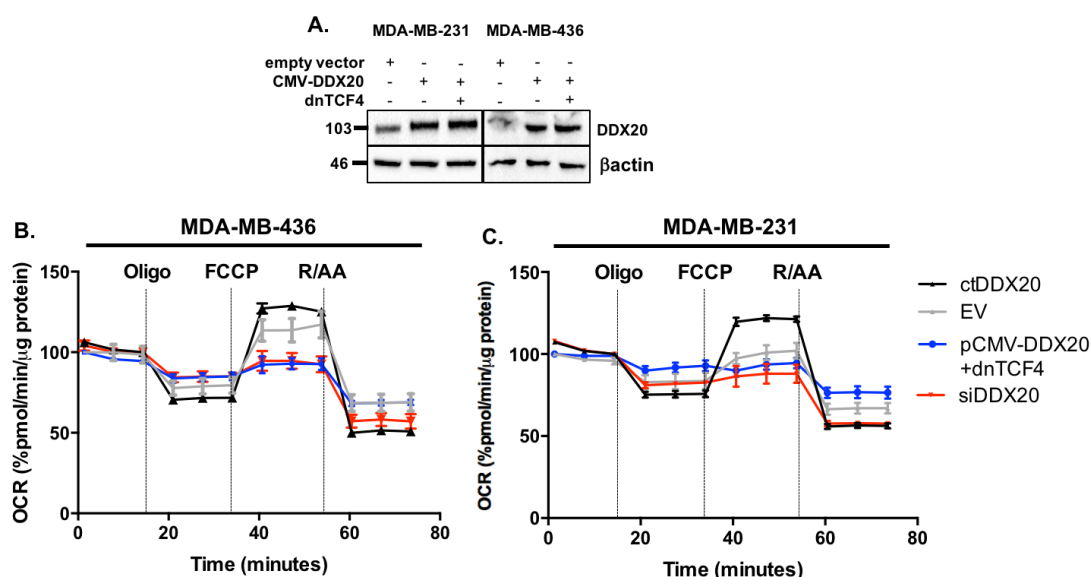 A.
MDA-MB-231 MDA-MB-436
empty vector + - - + - -
CMV-DDX20 - + + - + +
dnTCF4 - - + - - +
103 DDX20
46 βactin
B. MDA-MB-436
Oligo FCCP R/AA
OCR (%pmol/min/ug protein)
150
100
50
0
0 20 40 60 80
Time (minutes)
C. MDA-MB-231
Oligo FCCP R/AA
OCR (%pmol/min/µg protein)
150
100
50
0
0 20 40 60 80
Time (minutes)
ctDDX20
EV
pCMV-DDX20
+dnTCF4
siDDX20